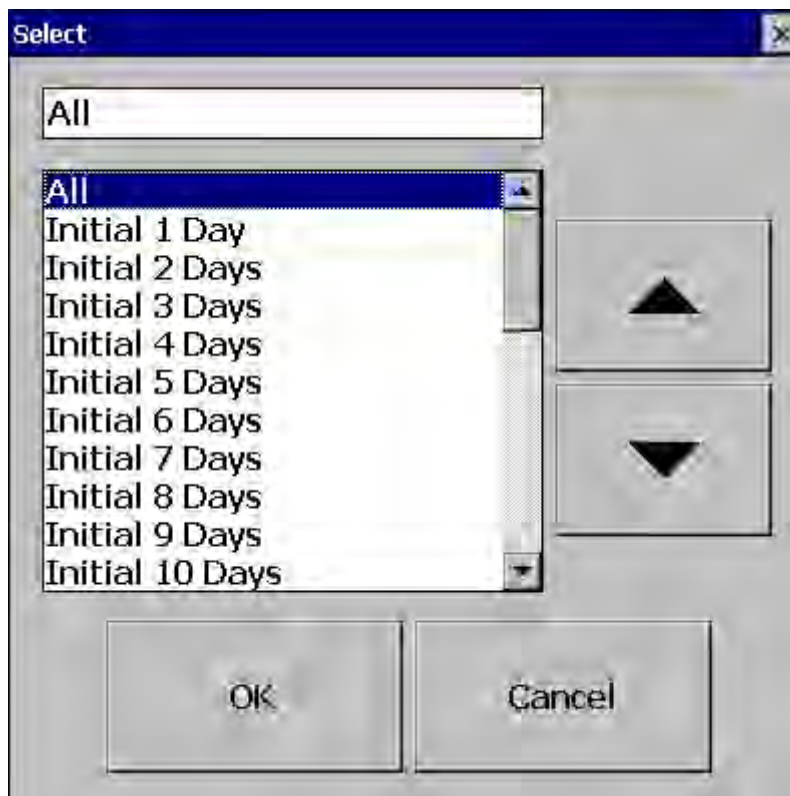 Select
All
All
Initial 1 Day
Initial 2 Days
Initial 3 Days
Initial 4 Days
Initial 5 Days
Initial 6 Days
Initial 7 Days
Initial 8 Days
Initial 9 Days
Initial 10 Days
OK Cancel